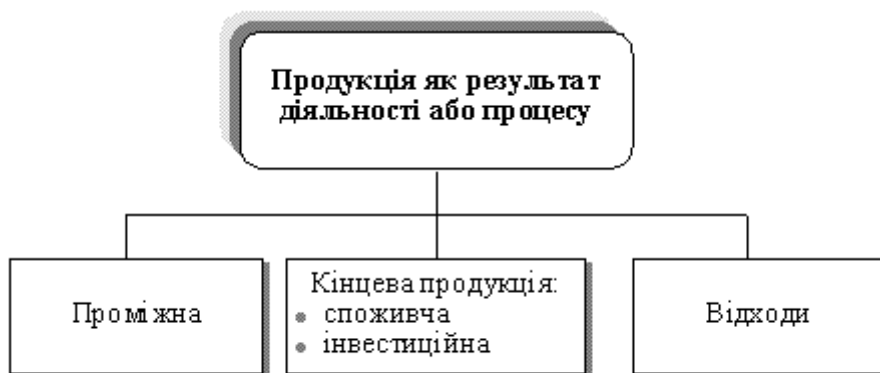 Продукція як результат
діяльності або процесу
Проміжна
Кінцева продукція:
• споживча
• інвестиційна
Відходи